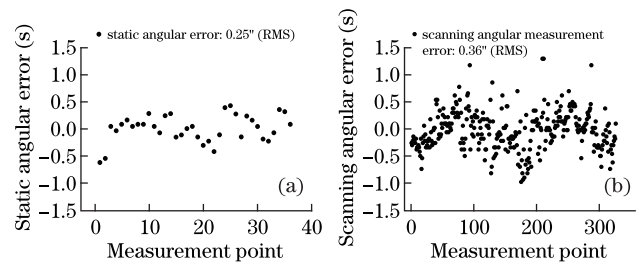 static angular error: 0.25" (RMS)
Static angular error (s)
1.5
1.0
0.5
0.0
−0.5
−1.0
−1.5
0
10
20
30
40
Measurement point
(a)
scanning angular measurement
error: 0.36" (RMS)
Scanning angular error (s)
1.5
1.0
0.5
0.0
−0.5
−1.0
−1.5
0
100
200
300
Measurement point
(b)